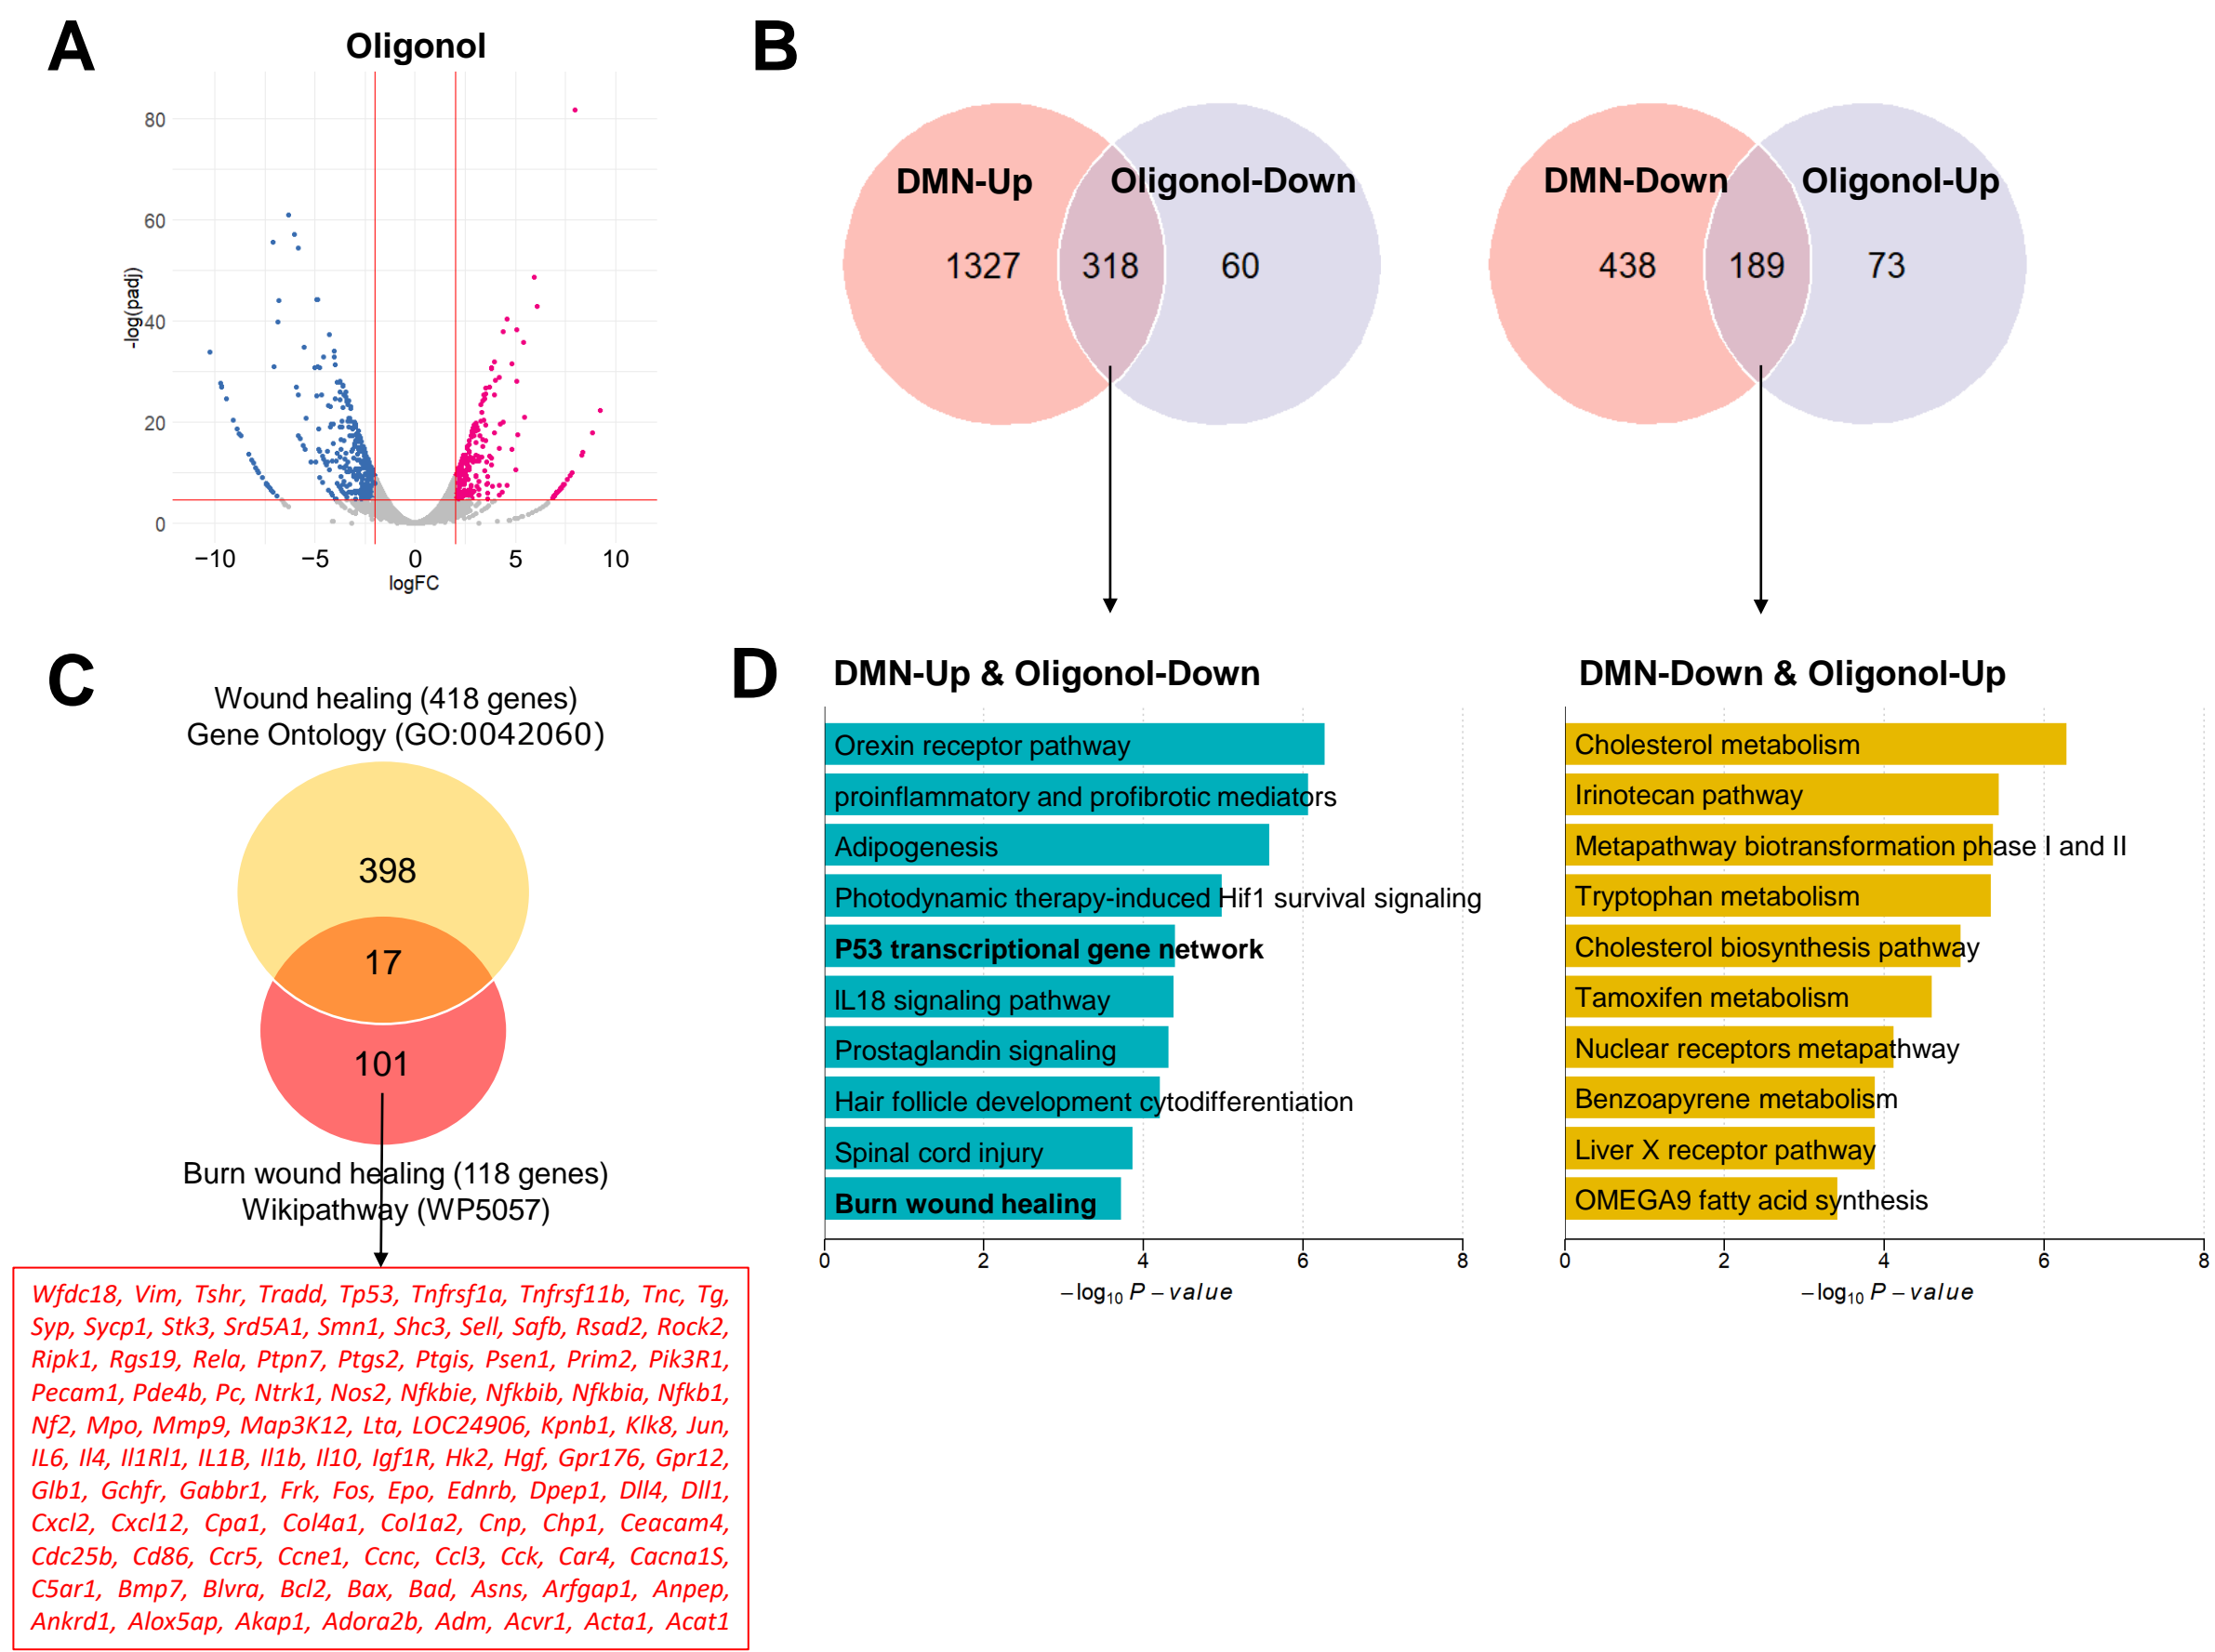 A
Oligonol
80
60
40
20
0
-log(padj)
−10 −5 0 5 10
logFC
B
DMN-Up Oligonol-Down
1327 318 60
DMN-Down Oligonol-Up
438 189 73
C
Wound healing (418 genes)
Gene Ontology (GO:0042060)
398
17
101
Burn wound healing (118 genes)
Wikipathway (WP5057)
Wfdc18, Vim, Tshr, Tradd, Tp53, Tnfrsf1a, Tnfrsf11b, Tnc, Tg,
Syp, Sycp1, Stk3, Srd5A1, Smn1, Shc3, Sell, Safb, Rsad2, Rock2,
Ripk1, Rgs19, Rela, Ptpn7, Ptgs2, Ptgis, Psen1, Prim2, Pik3R1,
Pecam1, Pde4b, Pc, Ntrk1, Nos2, Nfkbie, Nfkbib, Nfkbia, Nfkb1,
Nf2, Mpo, Mmp9, Map3K12, Lta, LOC24906, Kpnb1, Klk8, Jun,
IL6, Il4, Il1Rl1, IL1B, Il1b, Il10, Igf1R, Hk2, Hgf, Gpr176, Gpr12,
Glb1, Gchfr, Gabbr1, Frk, Fos, Epo, Ednrb, Dpep1, Dll4, Dll1,
Cxcl2, Cxcl12, Cpa1, Col4a1, Col1a2, Cnp, Chp1, Ceacam4,
Cdc25b, Cd86, Ccr5, Ccne1, Ccnc, Ccl3, Cck, Car4, Cacna1S,
C5ar1, Bmp7, Blvra, Bcl2, Bax, Bad, Asns, Arfgap1, Anpep,
Ankrd1, Alox5ap, Akap1, Adora2b, Adm, Acvr1, Acta1, Acat1
D
DMN-Up & Oligonol-Down
Orexin receptor pathway
proinflammatory and profibrotic mediators
Adipogenesis
Photodynamic therapy-induced Hif1 survival signaling
P53 transcriptional gene network
IL18 signaling pathway
Prostaglandin signaling
Hair follicle development cytodifferentiation
Spinal cord injury
Burn wound healing
0 2 4 6 8
−log10 P − value
DMN-Down & Oligonol-Up
Cholesterol metabolism
Irinotecan pathway
Metapathway biotransformation phase I and II
Tryptophan metabolism
Cholesterol biosynthesis pathway
Tamoxifen metabolism
Nuclear receptors metapathway
Benzoapyrene metabolism
Liver X receptor pathway
OMEGA9 fatty acid synthesis
0 2 4 6 8
−log10 P − value